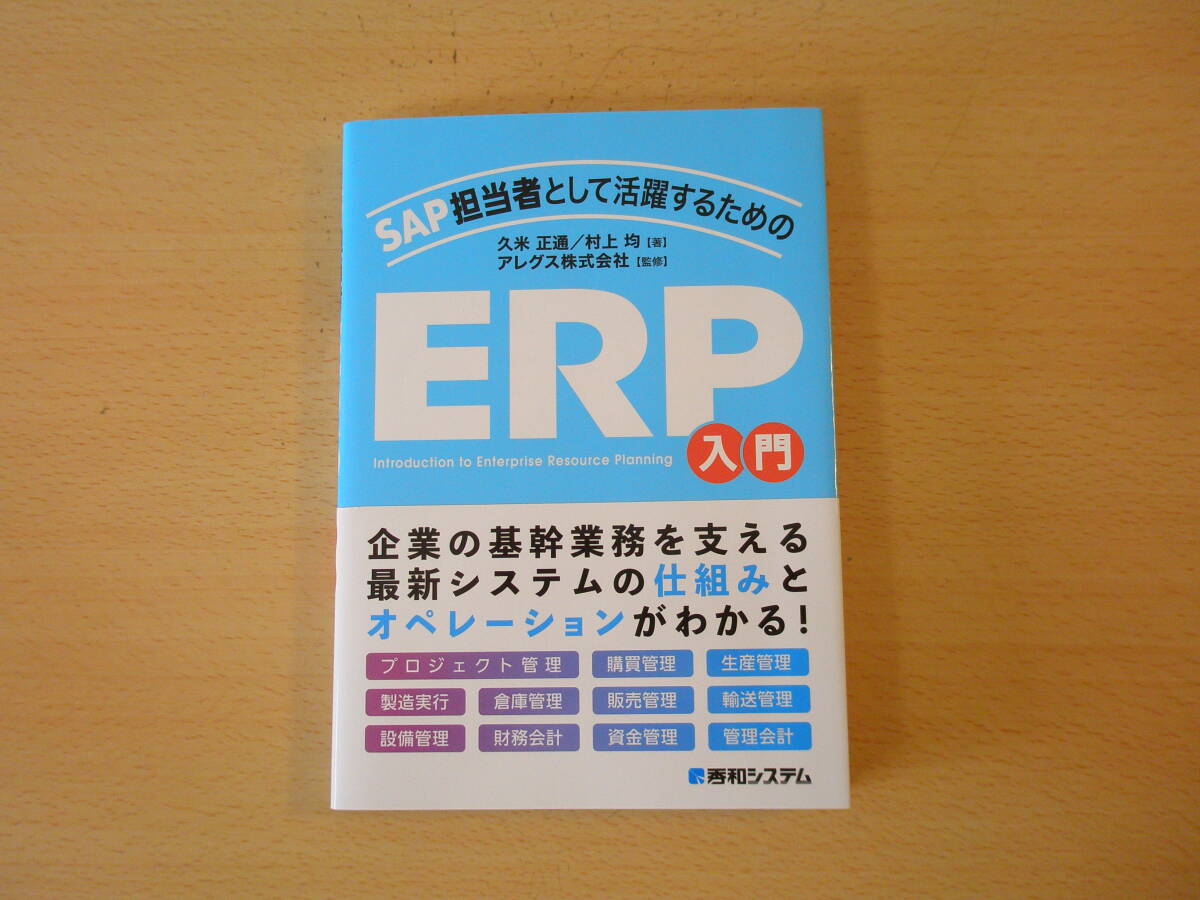 SAP担当者として活躍するための
久米 正通／村上 均【著】
アレグス株式会社【監修】
ERP
入門
Introduction to Enterprise Resource Planning
企業の基幹業務を支える
最新システムの仕組みと
オペレーションがわかる！
プロジェクト管理 購買管理 生産管理
製造実行 倉庫管理 販売管理 輸送管理
設備管理 財務会計 資金管理 管理会計
秀和システム